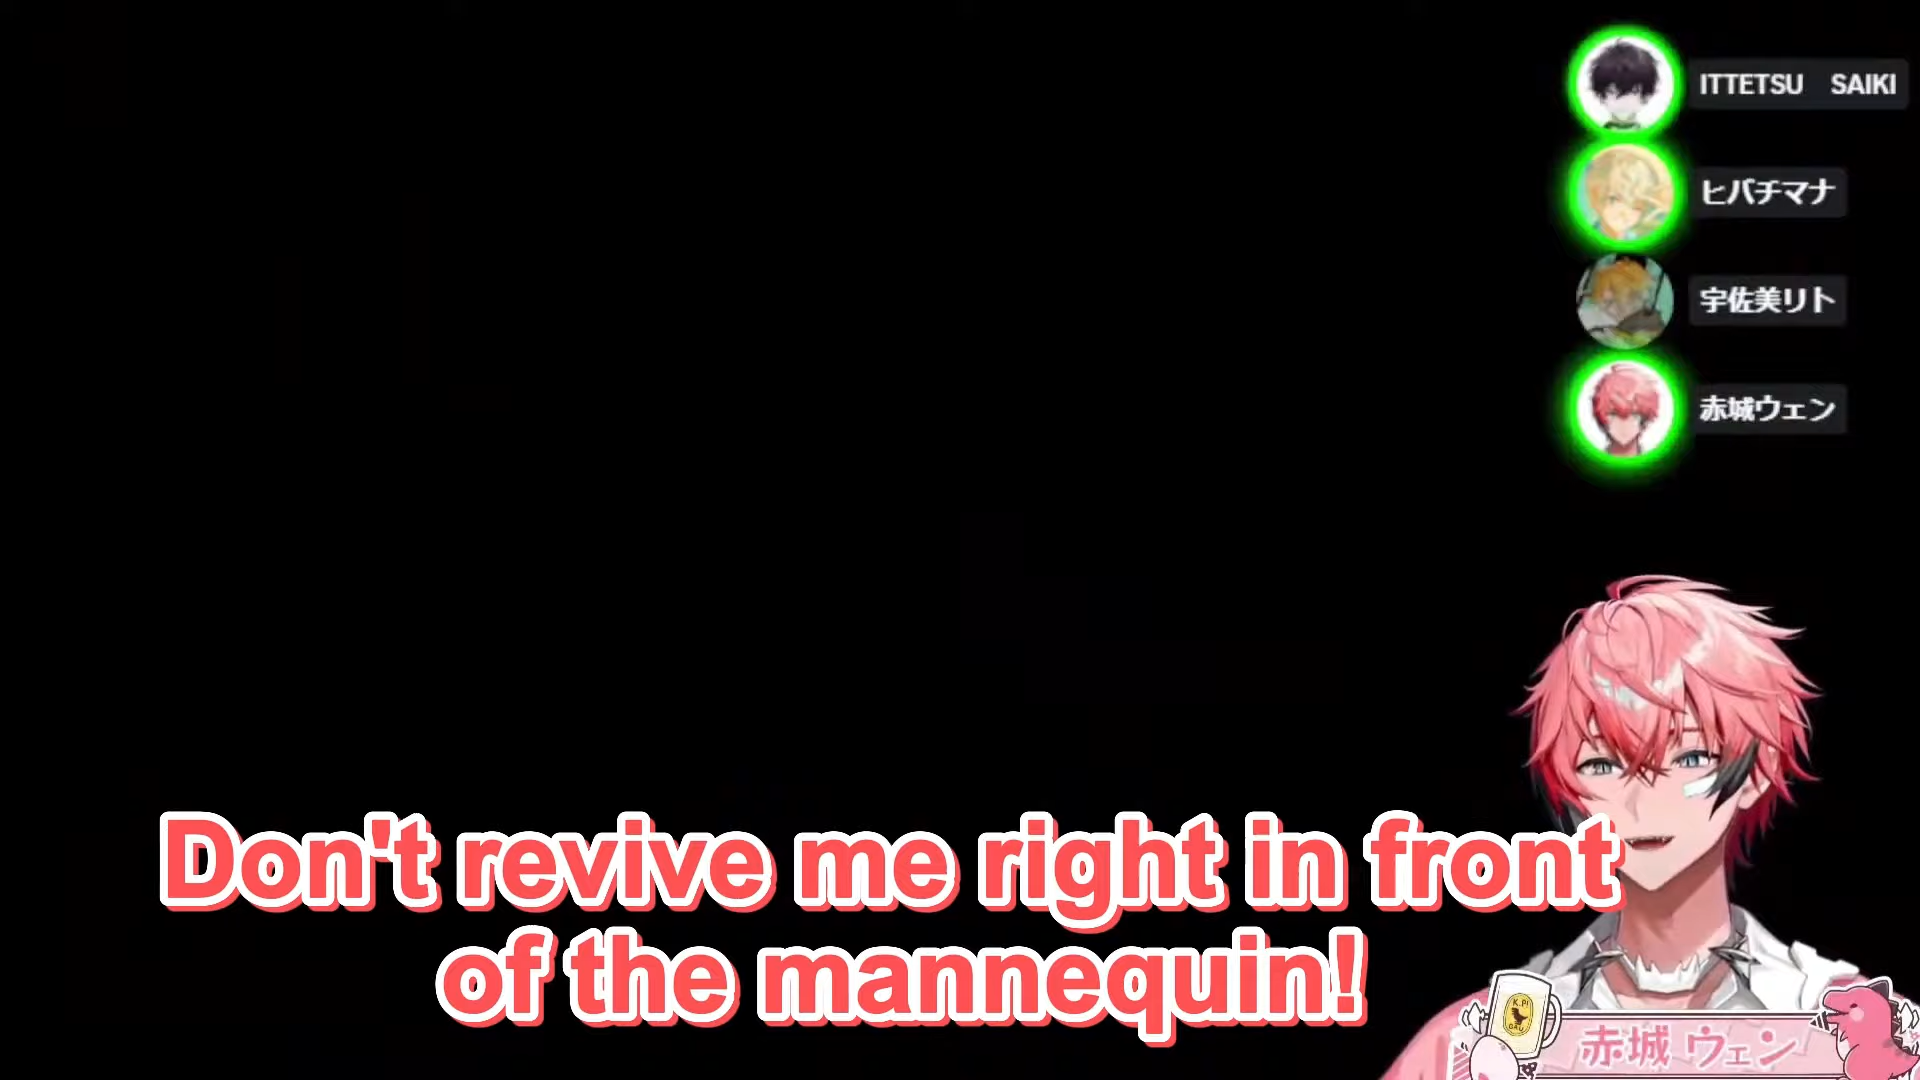 ITTETSU SAIKI
ヒバチマナ
宇佐美リト
赤城ウェン
Don't revive me right in front
of the mannequin!
K.P!
赤城 ウェン